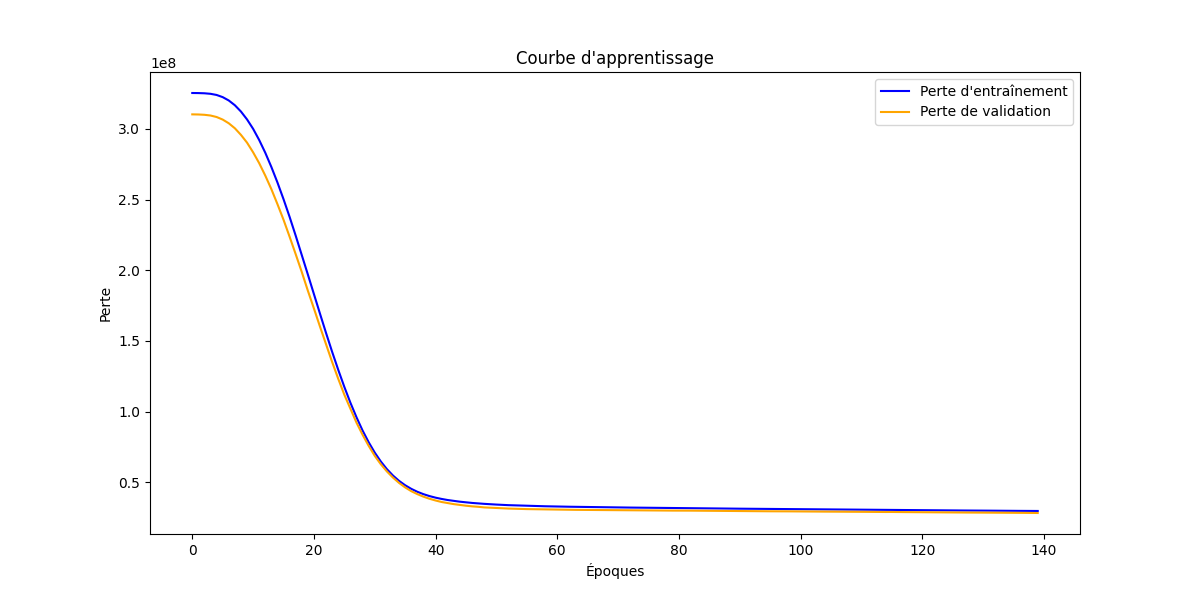 Courbe d'apprentissage
1e8
Perte d'entraînement
Perte de validation
3.0
2.5
2.0
1.5
1.0
0.5
Perte
0 20 40 60 80 100 120 140
Époques